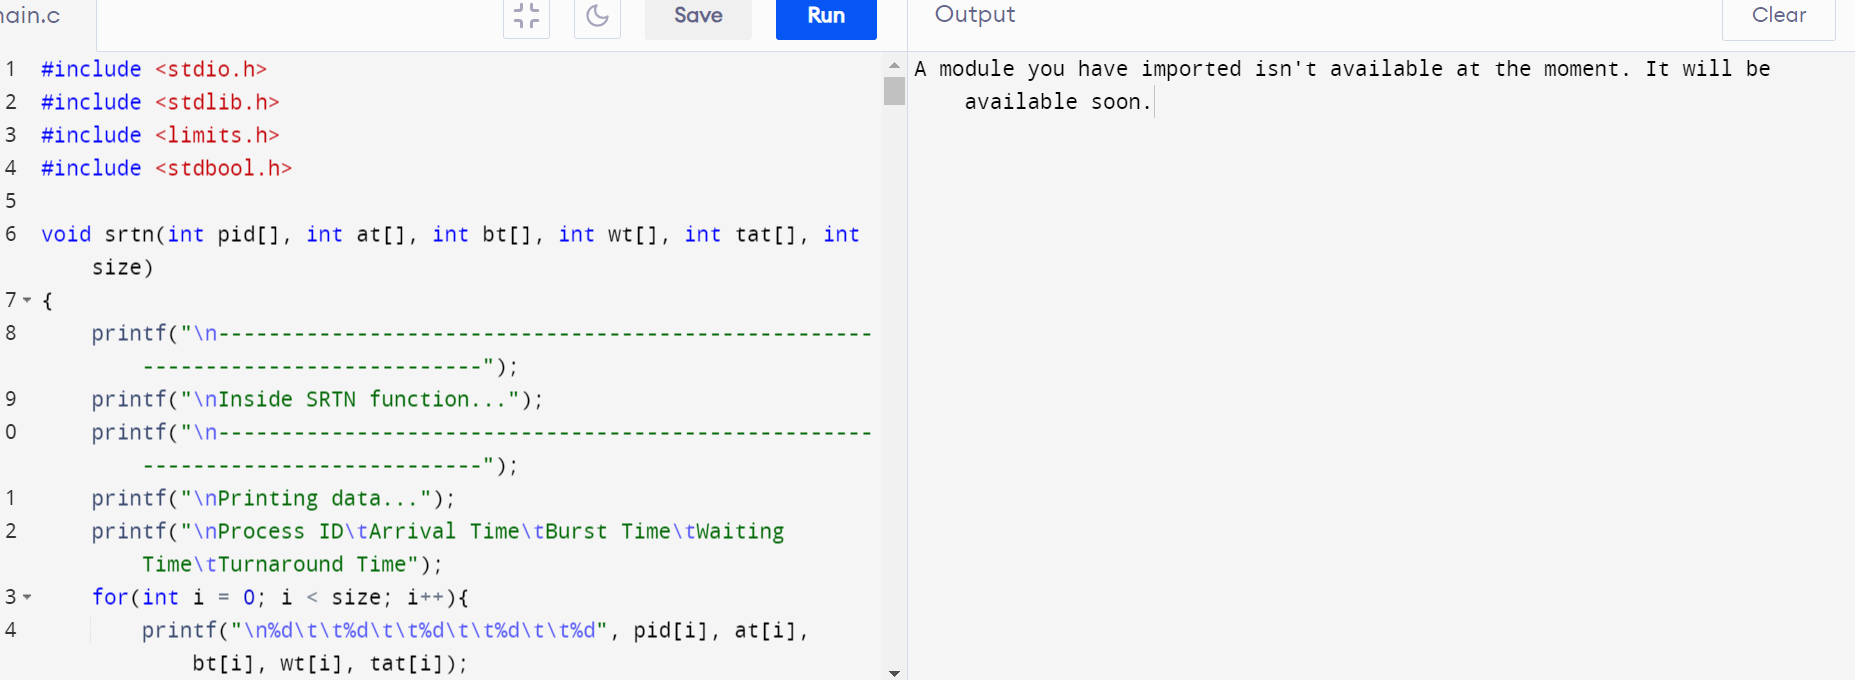 ain.c
Save
Run
Output
Clear
1 #include <stdio.h>
2 #include <stdlib.h>
3 #include <limits.h>
4 #include <stdbool.h>
5
6 void srtn(int pid[], int at[], int bt[], int wt[], int tat[], int
size)
7 {
8 printf("\n----------------------------------------------------
---------------------------");
9 printf("\nInside SRTN function...");
0 printf("\n----------------------------------------------------
---------------------------");
1 printf("\nPrinting data...");
2 printf("\nProcess ID\tArrival Time\tBurst Time\tWaiting
Time\tTurnaround Time");
3 for(int i = 0; i < size; i++){
4 printf("\n%d\t\t%d\t\t%d\t\t%d\t\t%d", pid[i], at[i],
bt[i], wt[i], tat[i]);
A module you have imported isn't available at the moment. It will be
available soon.